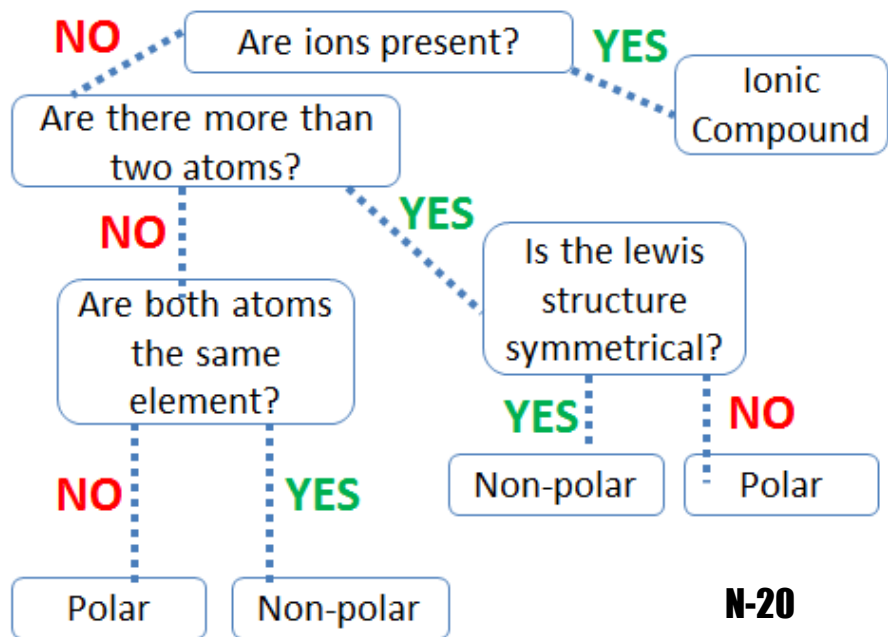 NO
Are ions present?
YES
Ionic
Compound
Are there more than
two atoms?
NO
YES
Is the lewis
structure
symmetrical?
Are both atoms
the same
element?
YES
NO
Non-polar
Polar
NO
YES
Polar
Non-polar
N-20